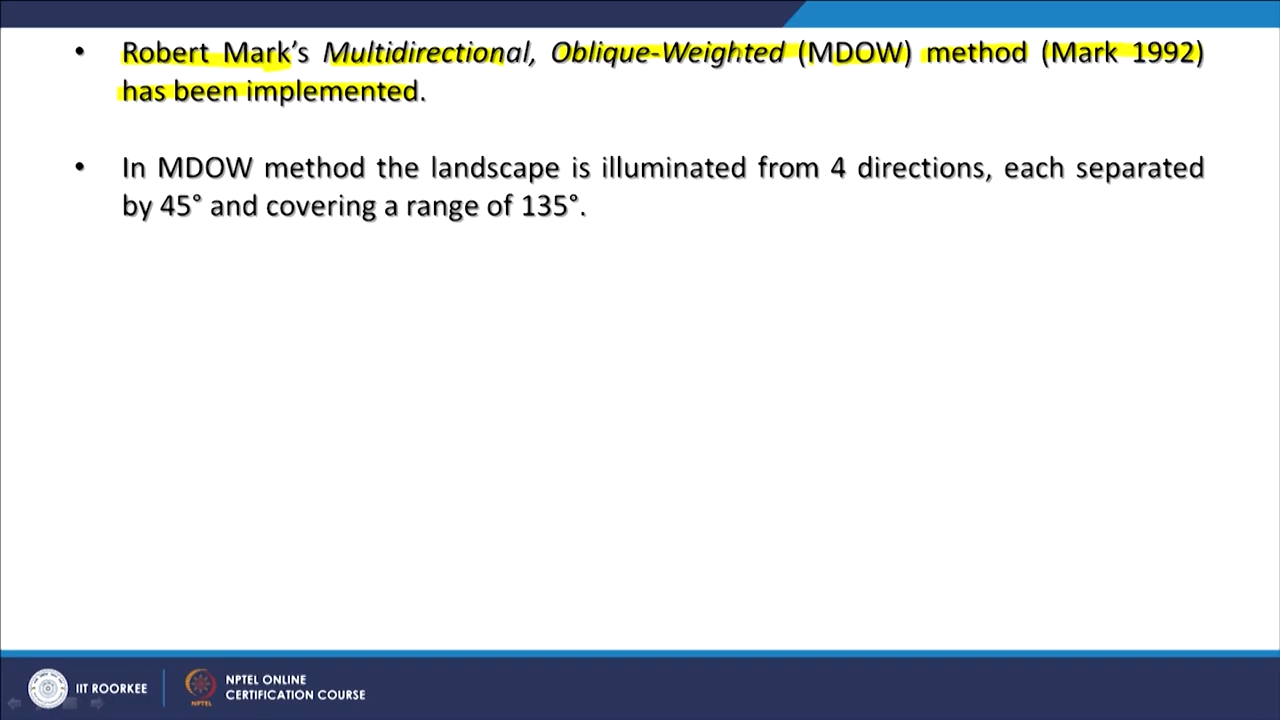 • Robert Mark's Multidirectional, Oblique-Weighted (MDOW) method (Mark 1992)
has been implemented.
• In MDOW method the landscape is illuminated from 4 directions, each separated
by 45° and covering a range of 135°.
IIT ROORKEE
NPTEL
NPTEL ONLINE
CERTIFICATION COURSE